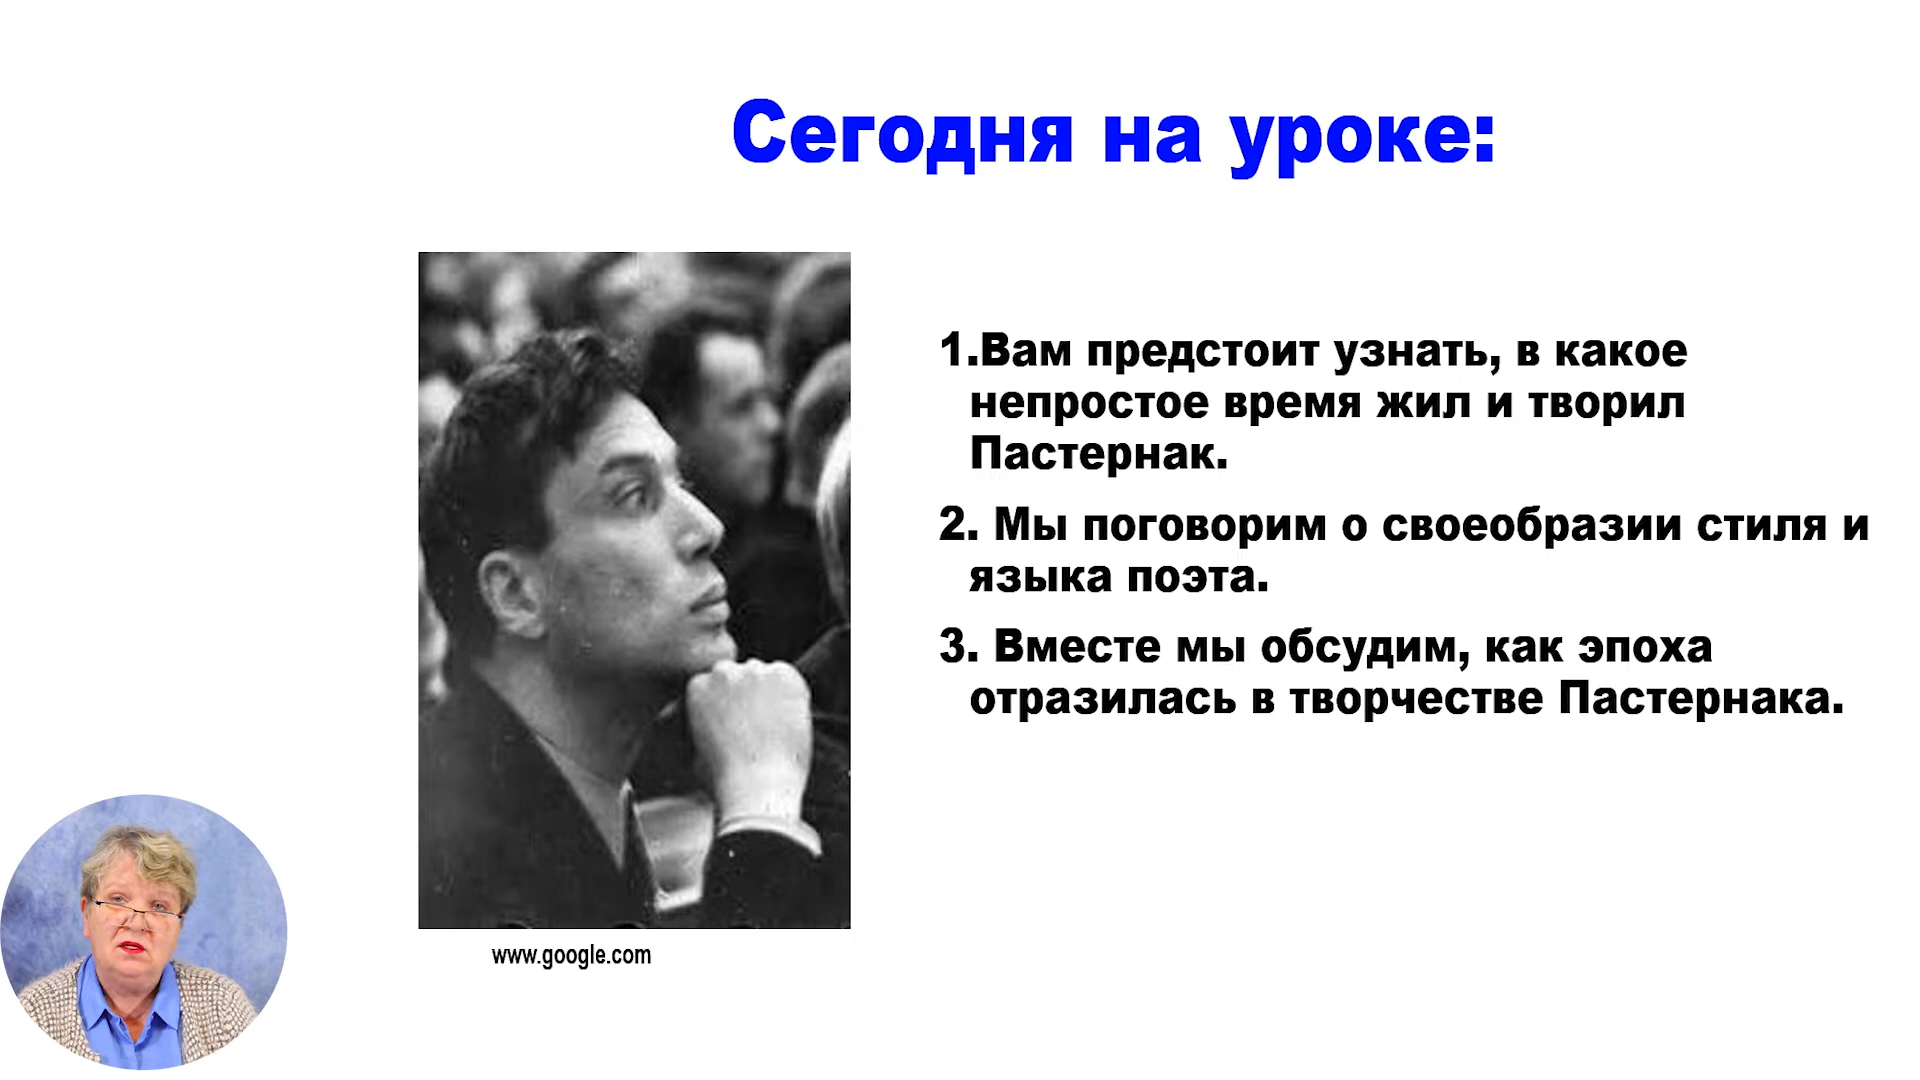 Сегодня на уроке:
1.Вам предстоит узнать, в какое
непростое время жил и творил
Пастернак.
2. Мы поговорим о своеобразии стиля и
языка поэта.
3. Вместе мы обсудим, как эпоха
отразилась в творчестве Пастернака.
www.google.com